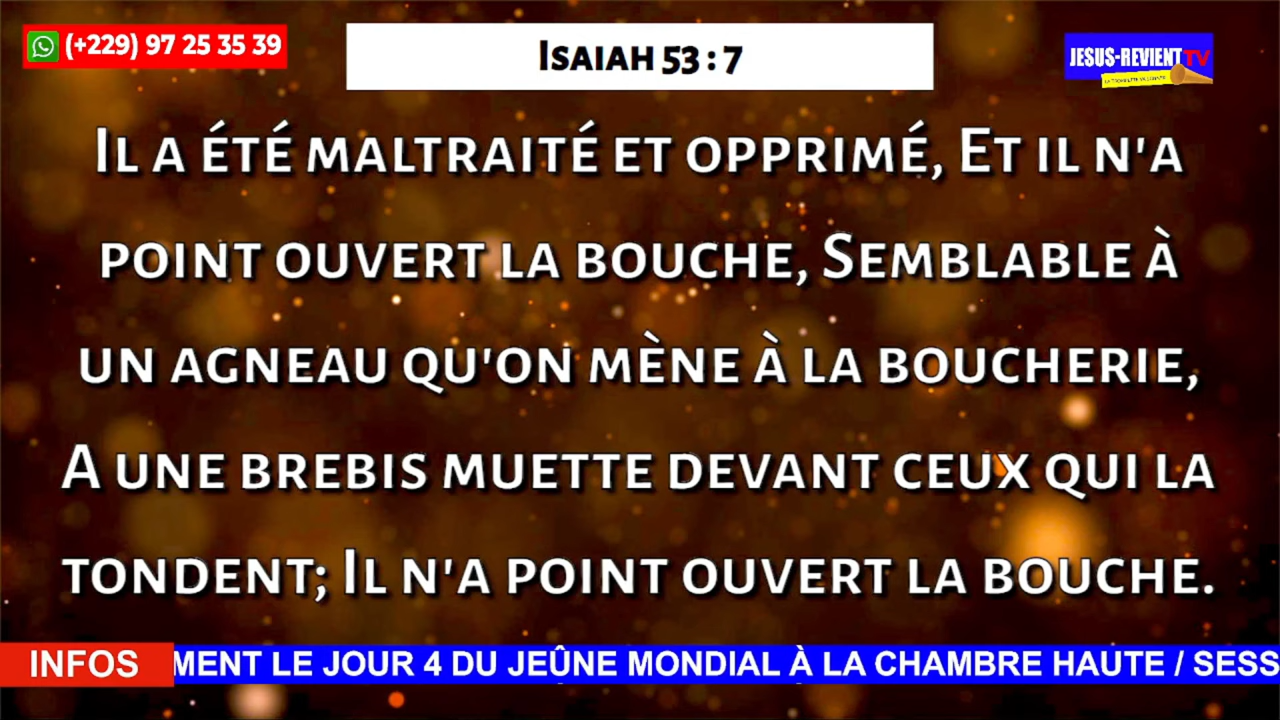 (+229) 97 25 35 39
Isaiah 53 : 7
JESUS-REVIENT TV
Il a été maltraité et opprimé, Et il n'a
point ouvert la bouche, Semblable à
un agneau qu'on mène à la boucherie,
A une brebis muette devant ceux qui la
tondent; Il n'a point ouvert la bouche.
INFOS
MENT LE JOUR 4 DU JEÛNE MONDIAL À LA CHAMBRE HAUTE / SESS